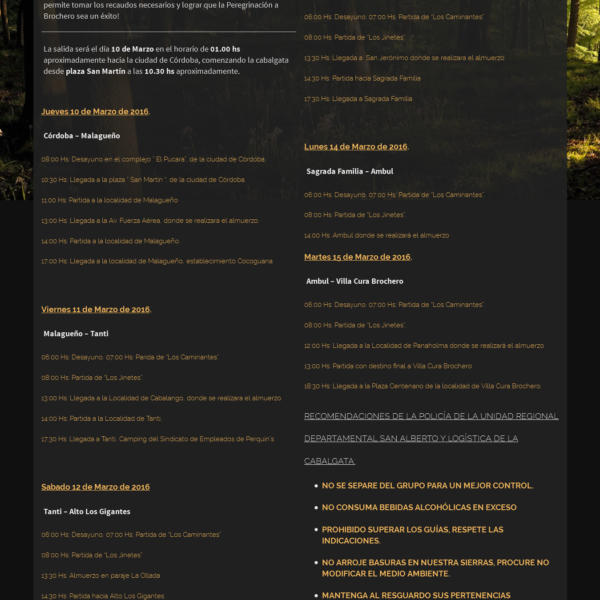 permite tomar los recaudos necesarios y lograr que la Peregrinación a
Brochero sea un éxito!
La salida será el día 10 de Marzo en el horario de 01.00 hs
aproximadamente hacia la ciudad de Córdoba, comenzando la cabalgata
desde plaza San Martín a las 10.30 hs aproximadamente.
Jueves 10 de Marzo de 2016.
Córdoba – Malagueño
08:00 Hs: Desayuno en el complejo " El Pucara" de la ciudad de Córdoba.
10:30 Hs: Llegada a la plaza " San Martin " de la ciudad de Córdoba.
11:00 Hs: Partida a la localidad de Malagueño
13:00 Hs: Llegada a la Av. Fuerza Aérea, donde se realizara el almuerzo.
14:00 Hs: Partida a la localidad de Malagueño.
17:00 Hs: Llegada a la localidad de Malagueño, establecimiento Cocoguana
Viernes 11 de Marzo de 2016.
Malagueño – Tanti
06:00 Hs: Desayuno. 07:00 Hs: Parida de "Los Caminantes".
08:00 Hs: Partida de "Los Jinetes".
13:00 Hs: Llegada a la Localidad de Cabalango, donde se realizara el almuerzo.
14:00 Hs: Partida a la Localidad de Tanti.
17:30 Hs: Llegada a Tanti. Camping del Sindicato de Empleados de Perquin's
Sabado 12 de Marzo de 2016
Tanti – Alto Los Gigantes
06:00 Hs: Desayuno. 07:00 Hs: Partida de "Los Caminantes"
08:00 Hs: Partida de "Los Jinetes"
13:30 Hs: Almuerzo en paraje La Ollada
14:30 Hs: Partida hacia Alto Los Gigantes
06:00 Hs: Desayuno. 07:00 Hs: Partida de "Los Caminantes"
08:00 Hs: Partida de "Los Jinetes".
13:30 Hs: Llegada a San Jerónimo donde se realizara el almuerzo
14:30 Hs: Partida hacia Sagrada Familia
17:30 Hs: Llegada a Sagrada Familia
Lunes 14 de Marzo de 2016.
Sagrada Familia – Ambul
06:00 Hs: Desayuno. 07:00 Hs: Partida de "Los Caminantes".
08:00 Hs: Partida de "Los Jinetes".
14:00 Hs: Ambul donde se realizará el almuerzo
Martes 15 de Marzo de 2016.
Ambul – Villa Cura Brochero
06:00 Hs: Desayuno. 07:00 Hs: Partida de "Los Caminantes".
08:00 Hs: Partida de "Los Jinetes".
12:00 Hs: Llegada a la Localidad de Panaholma donde se realizará el almuerzo
13:00 Hs: Partida con destino final a Villa Cura Brochero
18:30 Hs: Llegada a la Plaza Centenario de la localidad de Villa Cura Brochero.
RECOMENDACIONES DE LA POLICÍA DE LA UNIDAD REGIONAL
DEPARTAMENTAL SAN ALBERTO Y LOGÍSTICA DE LA
CABALGATA:
NO SE SEPARE DEL GRUPO PARA UN MEJOR CONTROL.
NO CONSUMA BEBIDAS ALCOHÓLICAS EN EXCESO
PROHIBIDO SUPERAR LOS GUÍAS, RESPETE LAS
INDICACIONES.
NO ARROJE BASURAS EN NUESTRA SIERRAS, PROCURE NO
MODIFICAR EL MEDIO AMBIENTE.
MANTENGA AL RESGUARDO SUS PERTENENCIAS